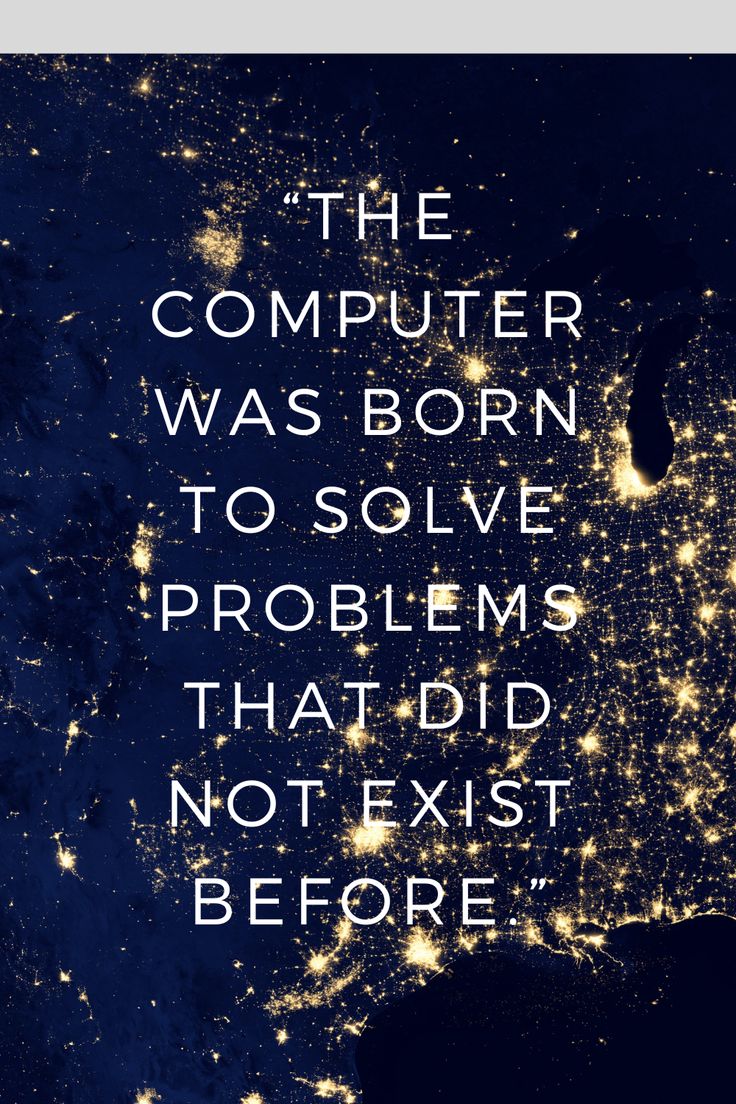 “THE
COMPUTER
WAS BORN
TO SOLVE
PROBLEMS
THAT DID
NOT EXIST
BEFORE.”